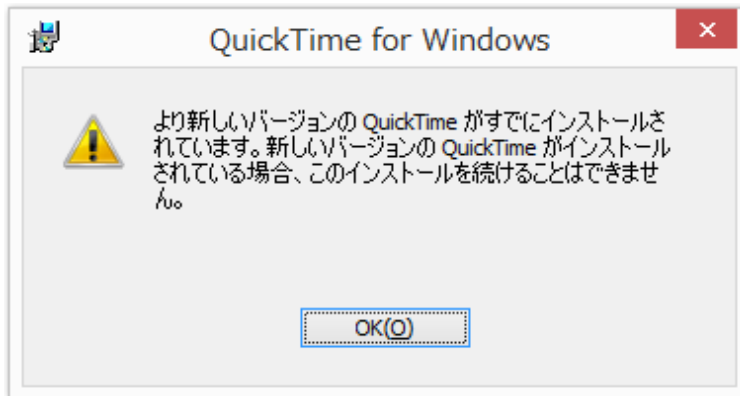 QuickTime for Windows
より新しいバージョンの QuickTime がすでにインストールさ
れています。新しいバージョンの QuickTime がインストール
されている場合、このインストールを続けることはできませ
ん。
OK(O)